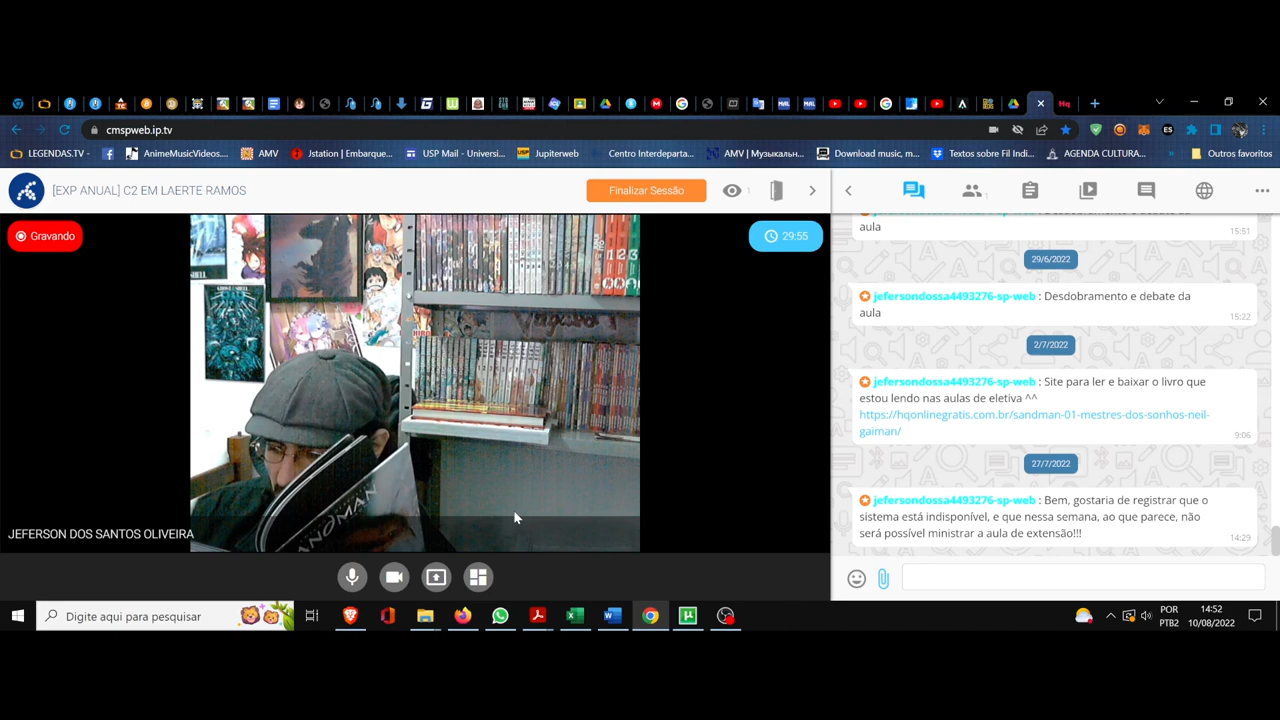 cmspweb.ip.tv
LEGENDAS.TV -
AnimeMusicVideos....
AMV
Jstation | Embarque...
USP Mail - Universi...
Jupiterweb
Centro Interdeparta...
AMV | Музыкальн...
Download music, m...
Textos sobre Fil Indi...
AGENDA CULTURA...
»
Outros favoritos
[EXP ANUAL] C2 EM LAERTE RAMOS
Finalizar Sessão
1
1
Gravando
29:55
JEFERSON DOS SANTOS OLIVEIRA
aula
15:51
29/6/2022
jefersondossa4493276-sp-web : Desdobramento e debate da
aula
15:22
2/7/2022
jefersondossa4493276-sp-web : Site para ler e baixar o livro que
estou lendo nas aulas de eletiva ^^
https://hqonlinegratis.com.br/sandman-01-mestres-dos-sonhos-neil-
gaiman/
9:06
27/7/2022
jefersondossa4493276-sp-web : Bem, gostaria de registrar que o
sistema está indisponível, e que nessa semana, ao que parece, não
será possível ministrar a aula de extensão!!!
14:29
Digite aqui para pesquisar
POR
PTB2
14:52
10/08/2022